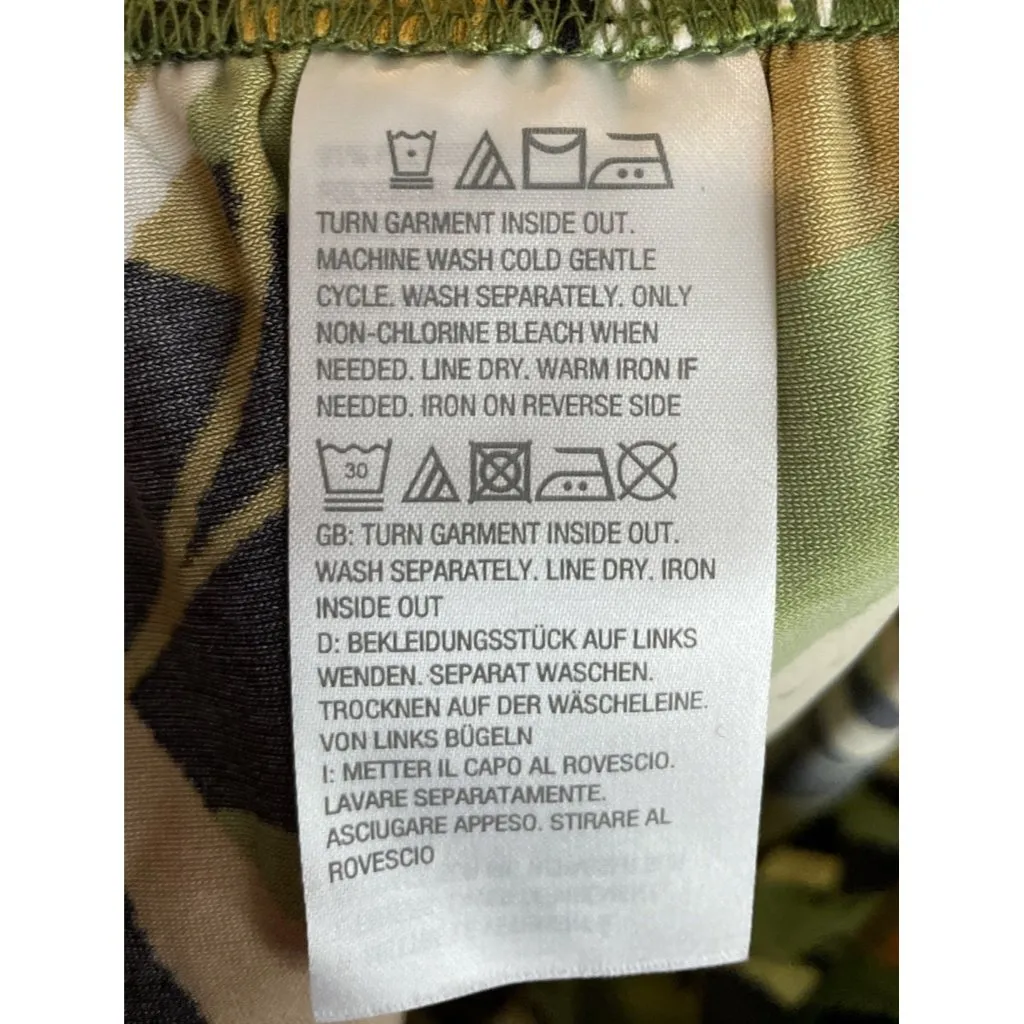 TURN GARMENT INSIDE OUT.
MACHINE WASH COLD GENTLE
CYCLE. WASH SEPARATELY. ONLY
NON-CHLORINE BLEACH WHEN
NEEDED. LINE DRY. WARM IRON IF
NEEDED. IRON ON REVERSE SIDE
30
GB: TURN GARMENT INSIDE OUT.
WASH SEPARATELY. LINE DRY. IRON
INSIDE OUT
D: BEKLEIDUNGSSTÜCK AUF LINKS
WENDEN. SEPARAT WASCHEN.
TROCKNEN AUF DER WÄSCHELEINE.
VON LINKS BÜGELN
I: METTER IL CAPO AL ROVESCIO.
LAVARE SEPARATAMENTE.
ASCIUGARE APPESO. STIRARE AL
ROVESCIO